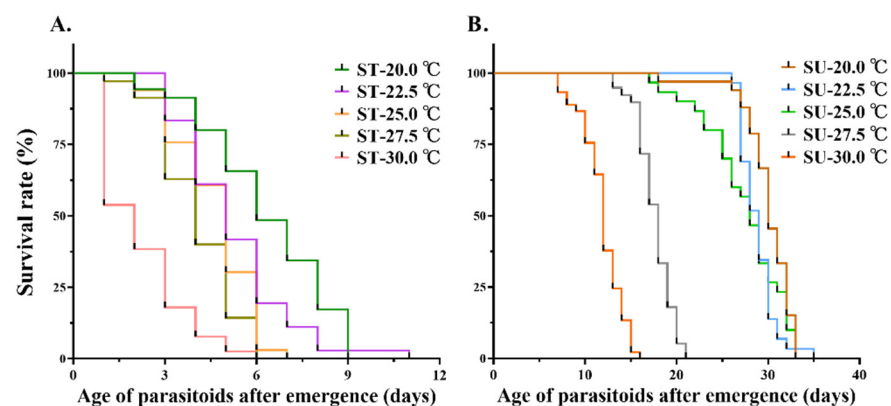 A.
ST-20.0 ℃
ST-22.5 ℃
ST-25.0 ℃
ST-27.5 ℃
ST-30.0 ℃
Survival rate (%)
100
75
50
25
0
0 3 6 9 12
Age of parasitoids after emergence (days)
B.
SU-20.0 ℃
SU-22.5 ℃
SU-25.0 ℃
SU-27.5 ℃
SU-30.0 ℃
100
75
50
25
0
0 10 20 30 40
Age of parasitoids after emergence (days)